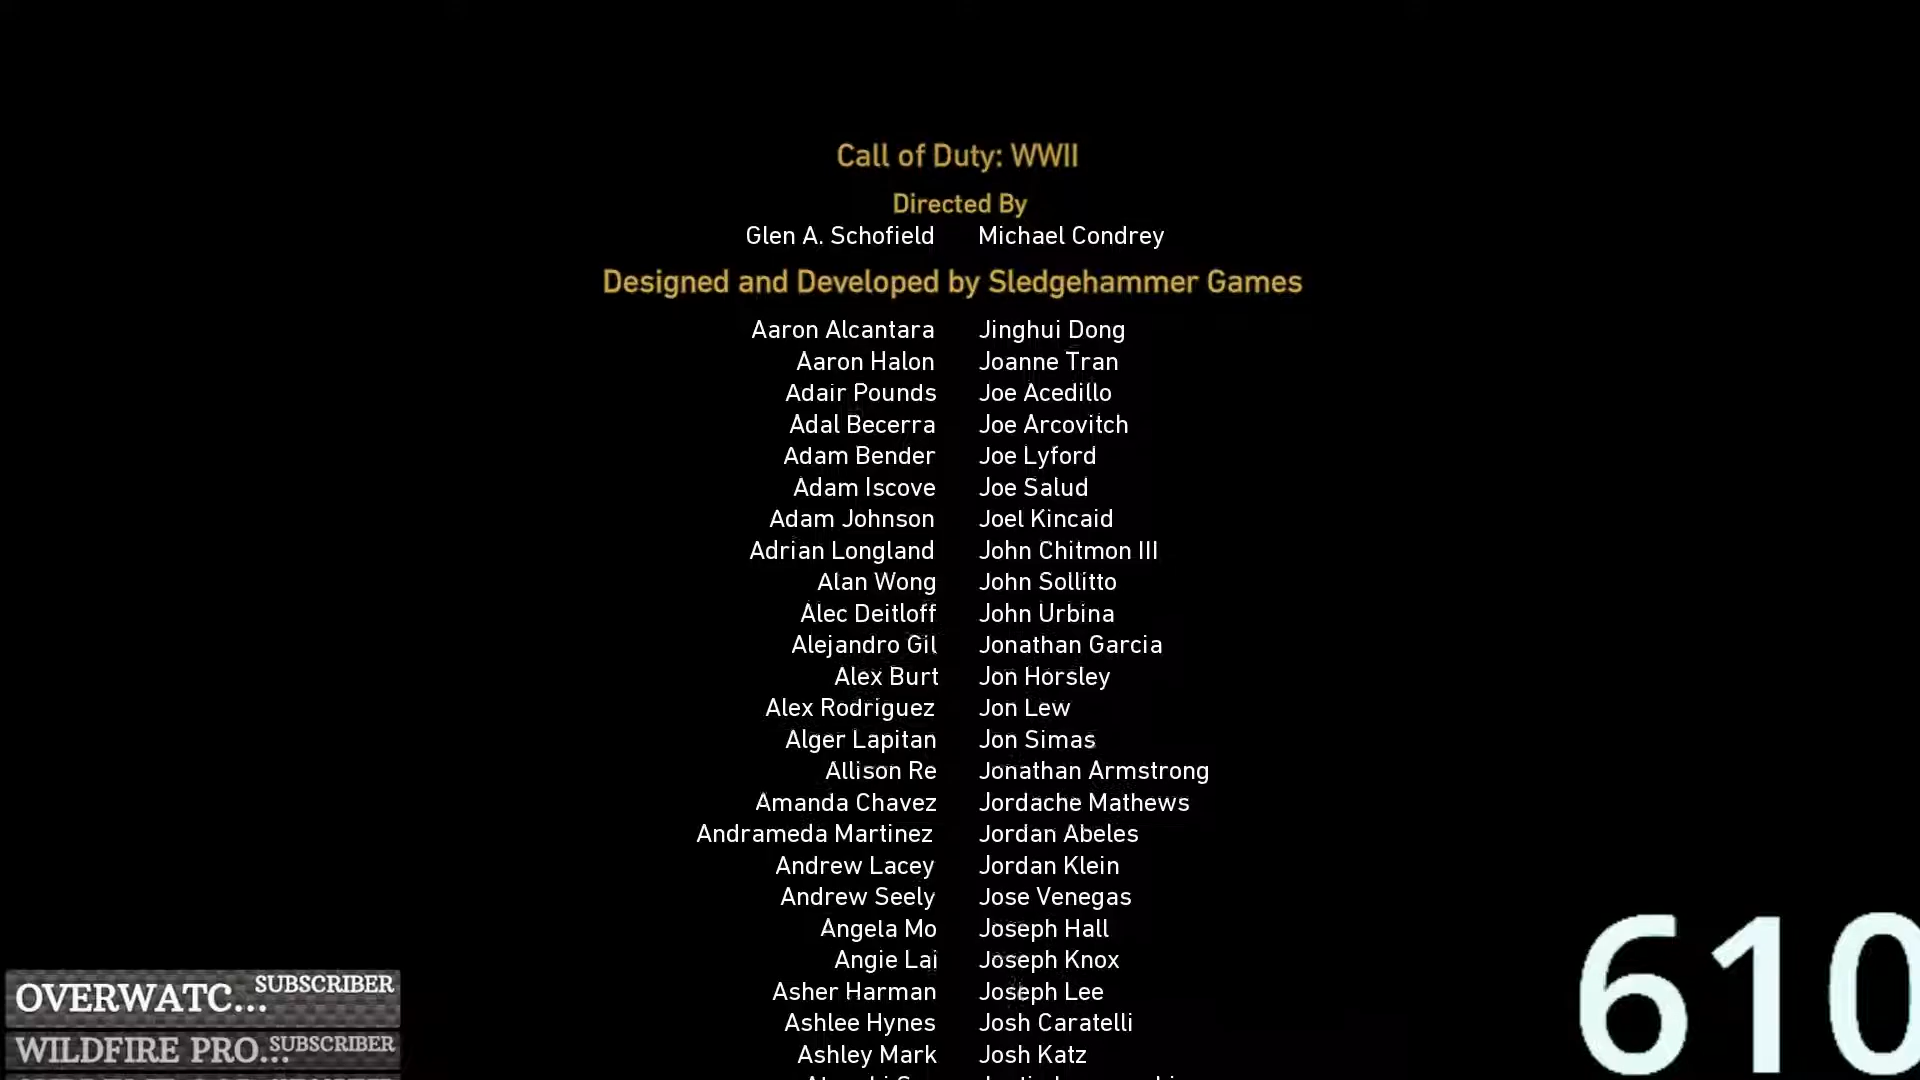 Call of Duty: WWII
Directed By
Glen A. Schofield Michael Condrey
Designed and Developed by Sledgehammer Games
Aaron Alcantara Jinghui Dong
Aaron Halon Joanne Tran
Adair Pounds Joe Acedillo
Adal Becerra Joe Arcovitch
Adam Bender Joe Lyford
Adam Iscove Joe Salud
Adam Johnson Joel Kincaid
Adrian Longland John Chitmon III
Alan Wong John Sollitto
Alec Deitloff John Urbina
Alejandro Gil Jonathan Garcia
Alex Burt Jon Horsley
Alex Rodriguez Jon Lew
Alger Lapitan Jon Simas
Allison Re Jonathan Armstrong
Amanda Chavez Jordache Mathews
Andrameda Martinez Jordan Abeles
Andrew Lacey Jordan Klein
Andrew Seely Jose Venegas
Angela Mo Joseph Hall
Angie Lai Joseph Knox
Asher Harman Joseph Lee
Ashlee Hynes Josh Caratelli
Ashley Mark Josh Katz
OVERWATC... SUBSCRIBER
WILDFIRE PRO... SUBSCRIBER
610